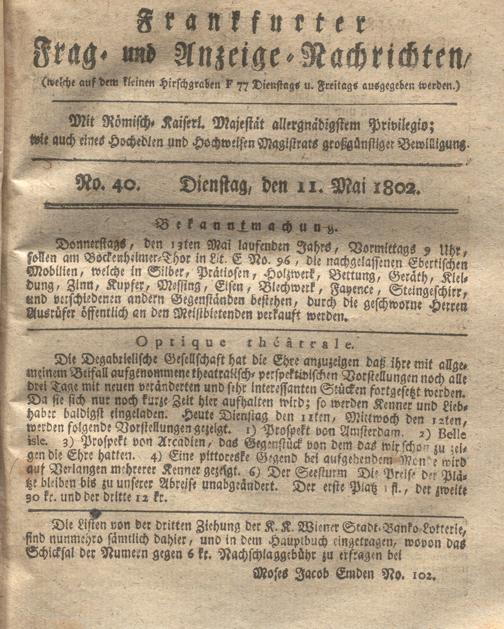 Frankfurter
Frag- und Anzeige-Nachrichten/
(welche auf dem kleinen Hirschgraben F 77 Dienstags u. Freitags ausgegeben werden.)
Mit Römisch- Kaiserl. Majestät allergnädigstem Privilegio;
wie auch eines Hochedlen und Hochweisen Magistrats großgünstiger Bewilligung.
No. 40. Dienstag, den 11. Mai 1802.
Bekanntmachung.
Donnerstags, den 13ten Mai laufenden Jahrs, Vormittags 9 Uhr,
sollen am Bockenheimer-Thor in Lit. E No. 96, die nachgelassenen Ebertischen
Mobilien, welche in Silber, Prätiosen, Holzwerk, Bettung, Geräth, Klei-
dung, Zinn, Kupfer, Messing, Eisen, Blechwerk, Fayence, Steingeschirr,
und verschiedenen andern Gegenständen bestehen, durch die geschworne Herren
Ausrüfer öffentlich an den Meistbietenden verkauft werden.
Optique théâtrale.
Die Degabrielische Gesellschaft hat die Ehre anzuzeigen daß ihre mit allge-
meinem Beifall aufgenommene theatralisch-perspektivischen Vorstellungen noch alle
drei Tage mit neuen veränderten und sehr interessanten Stücken fortgesetzt werden.
Da sie sich nur noch kurze Zeit hier aufhalten wird; so werden Kenner und Lieb-
haber baldigst eingeladen. Heute Dienstag den 11ten, Mittwoch den 12ten,
werden folgende Vorstellungen gezeigt. 1) Prospekt von Amsterdam. 2) Belle
isle. 3) Prospekt von Arcadien, das Gegenstück von dem das wir schon zu zei-
gen die Ehre hatten. 4) Eine pittoreske Gegend bei aufgehendem Monde wird
auf Verlangen mehrerer Kenner gezeigt. 6) Der Seesturm. Die Preise der Plä-
tze bleiben bis zu unserer Abreise unabgeändert. Der erste Platz 1 fl., der zweite
30 kr. und der dritte 12 kr.
Die Listen von der dritten Ziehung der K. K. Wiener Stadt-Banko-Lotterie,
sind nunmehro sämtlich dahier, und in dem Hauptbuch eingetragen, wovon das
Schicksal der Numern gegen 6 kr. Nachschlaggebühr zu erfragen bei
Moses Jacob Emden No. 102.